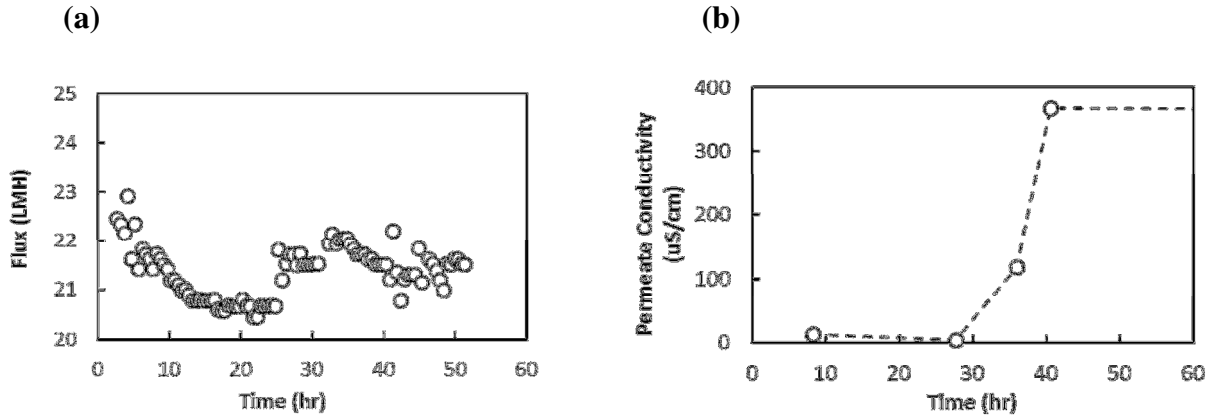 (a)
(b)
25
24
23
22
21
20
Flux (LMH)
0 10 20 30 40 50 60
Time (hr)
400
300
200
100
0
Permeate Conductivity
(uS/cm)
0 10 20 30 40 50 60
Time (hr)